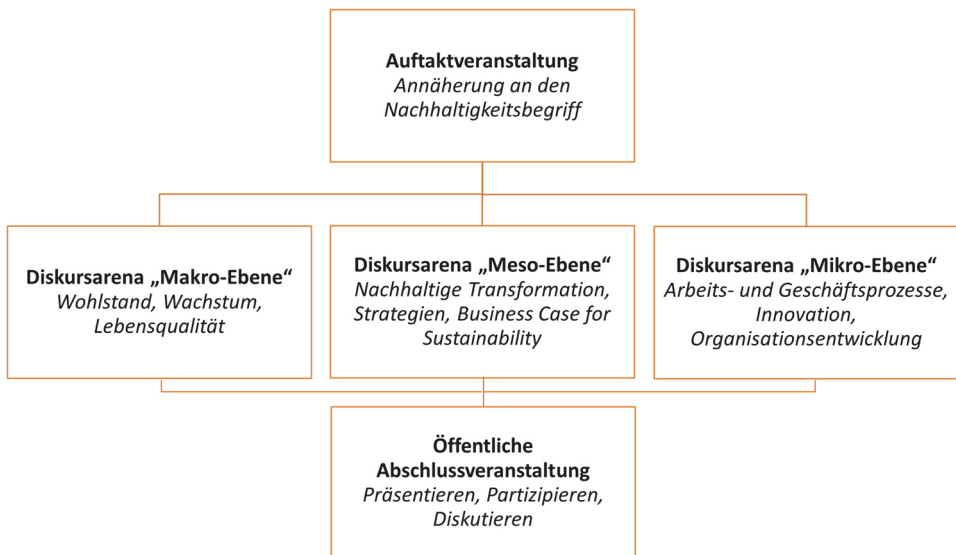 Auftaktveranstaltung
Annäherung an den
Nachhaltigkeitsbegriff
Diskursarena „Makro-Ebene“
Wohlstand, Wachstum,
Lebensqualität
Diskursarena „Meso-Ebene“
Nachhaltige Transformation,
Strategien, Business Case for
Sustainability
Diskursarena „Mikro-Ebene“
Arbeits- und Geschäftsprozesse,
Innovation,
Organisationsentwicklung
Öffentliche
Abschlussveranstaltung
Präsentieren, Partizipieren,
Diskutieren